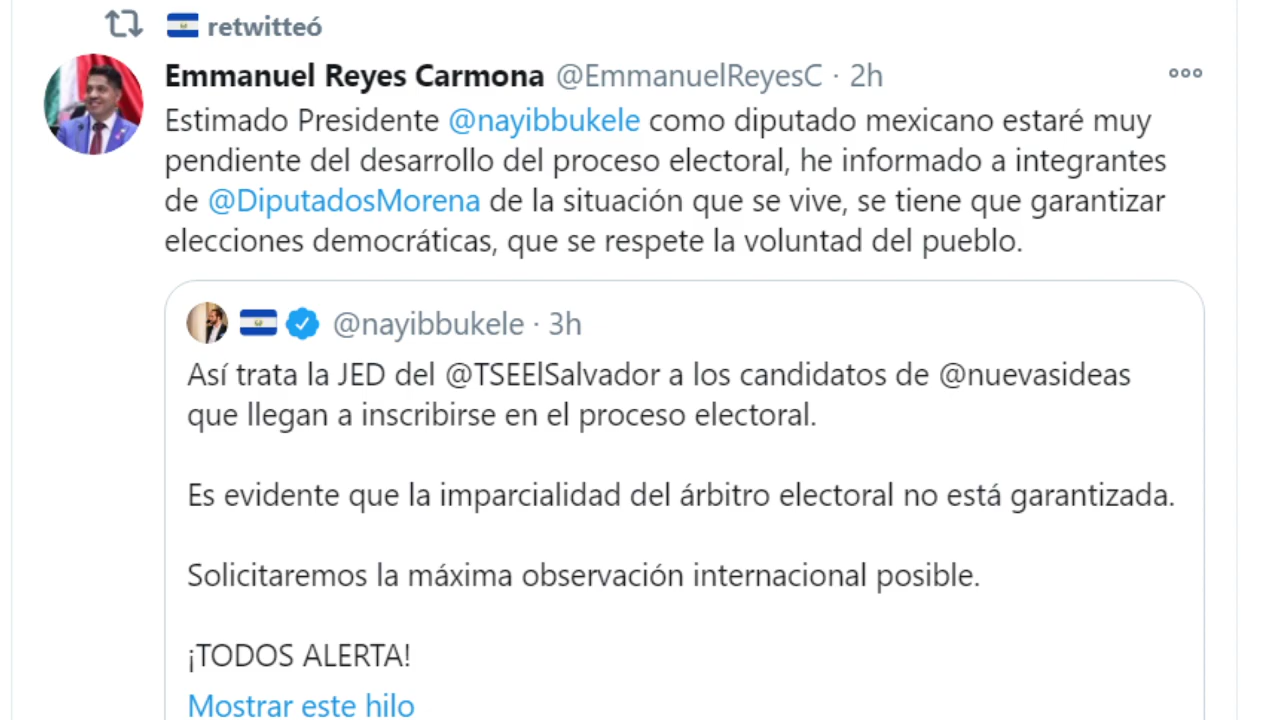 retwitteó
Emmanuel Reyes Carmona @EmmanuelReyesC · 2h
Estimado Presidente @nayibbukele como diputado mexicano estaré muy
pendiente del desarrollo del proceso electoral, he informado a integrantes
de @DiputadosMorena de la situación que se vive, se tiene que garantizar
elecciones democráticas, que se respete la voluntad del pueblo.
@nayibbukele · 3h
Así trata la JED del @TSEElSalvador a los candidatos de @nuevasideas
que llegan a inscribirse en el proceso electoral.
Es evidente que la imparcialidad del árbitro electoral no está garantizada.
Solicitaremos la máxima observación internacional posible.
¡TODOS ALERTA!
Mostrar este hilo